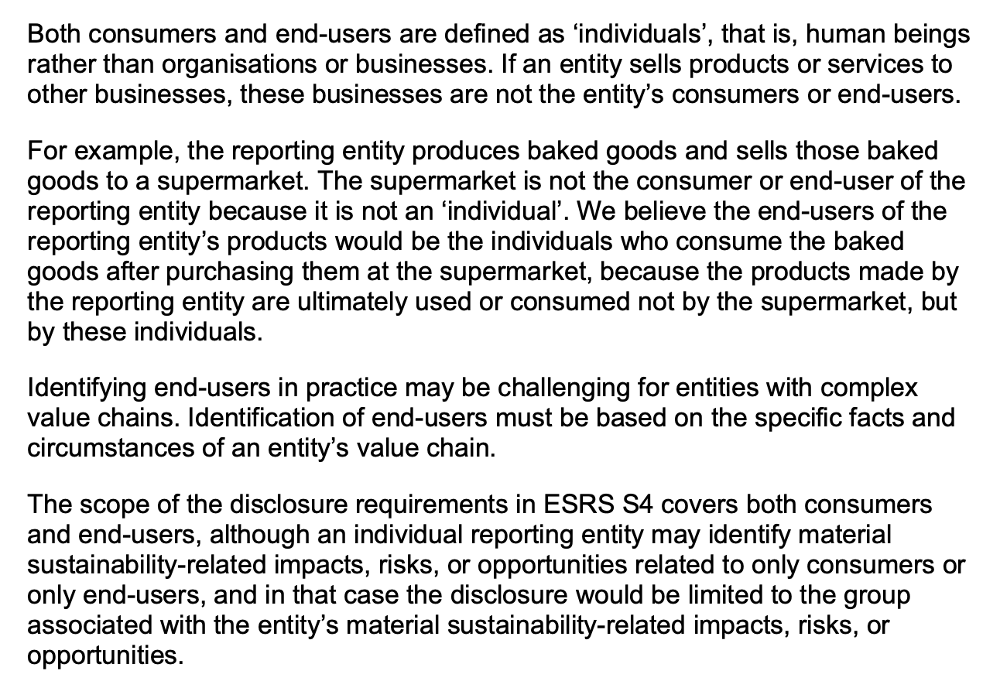 Both consumers and end-users are defined as ‘individuals’, that is, human beings
rather than organisations or businesses. If an entity sells products or services to
other businesses, these businesses are not the entity’s consumers or end-users.
For example, the reporting entity produces baked goods and sells those baked
goods to a supermarket. The supermarket is not the consumer or end-user of the
reporting entity because it is not an ‘individual’. We believe the end-users of the
reporting entity’s products would be the individuals who consume the baked
goods after purchasing them at the supermarket, because the products made by
the reporting entity are ultimately used or consumed not by the supermarket, but
by these individuals.
Identifying end-users in practice may be challenging for entities with complex
value chains. Identification of end-users must be based on the specific facts and
circumstances of an entity’s value chain.
The scope of the disclosure requirements in ESRS S4 covers both consumers
and end-users, although an individual reporting entity may identify material
sustainability-related impacts, risks, or opportunities related to only consumers or
only end-users, and in that case the disclosure would be limited to the group
associated with the entity’s material sustainability-related impacts, risks, or
opportunities.